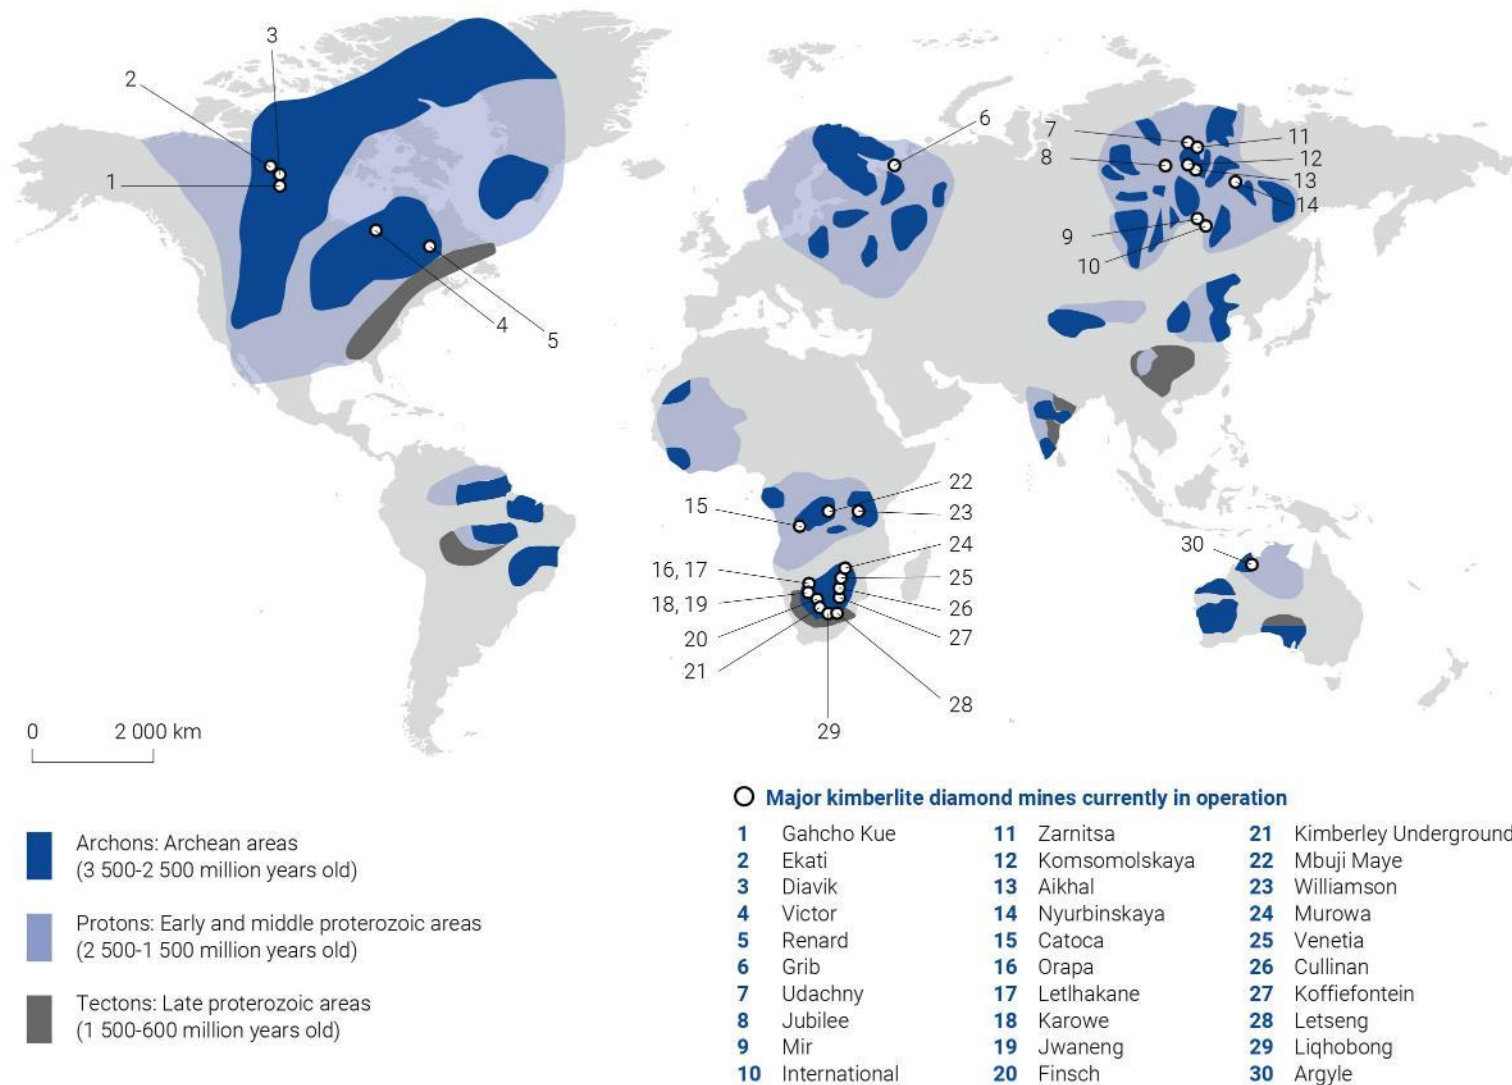 3
2
1
4
5
6
7
8
9
10
11
12
13
14
15
16, 17
18, 19
20
21
22
23
24
25
26
27
28
29
30
0 2 000 km
Archons: Archean areas
(3 500-2 500 million years old)
Protons: Early and middle proterozoic areas
(2 500-1 500 million years old)
Tectons: Late proterozoic areas
(1 500-600 million years old)
Major kimberlite diamond mines currently in operation
1 Gahcho Kue
2 Ekati
3 Diavik
4 Victor
5 Renard
6 Grib
7 Udachny
8 Jubilee
9 Mir
10 International
11 Zarnitsa
12 Komsomolskaya
13 Aikhal
14 Nyurbinskaya
15 Catoca
16 Orapa
17 Letlhakane
18 Karowe
19 Jwaneng
20 Finsch
21 Kimberley Underground
22 Mbuji Maye
23 Williamson
24 Murowa
25 Venetia
26 Cullinan
27 Koffiefontein
28 Letseng
29 Liqhobong
30 Argyle